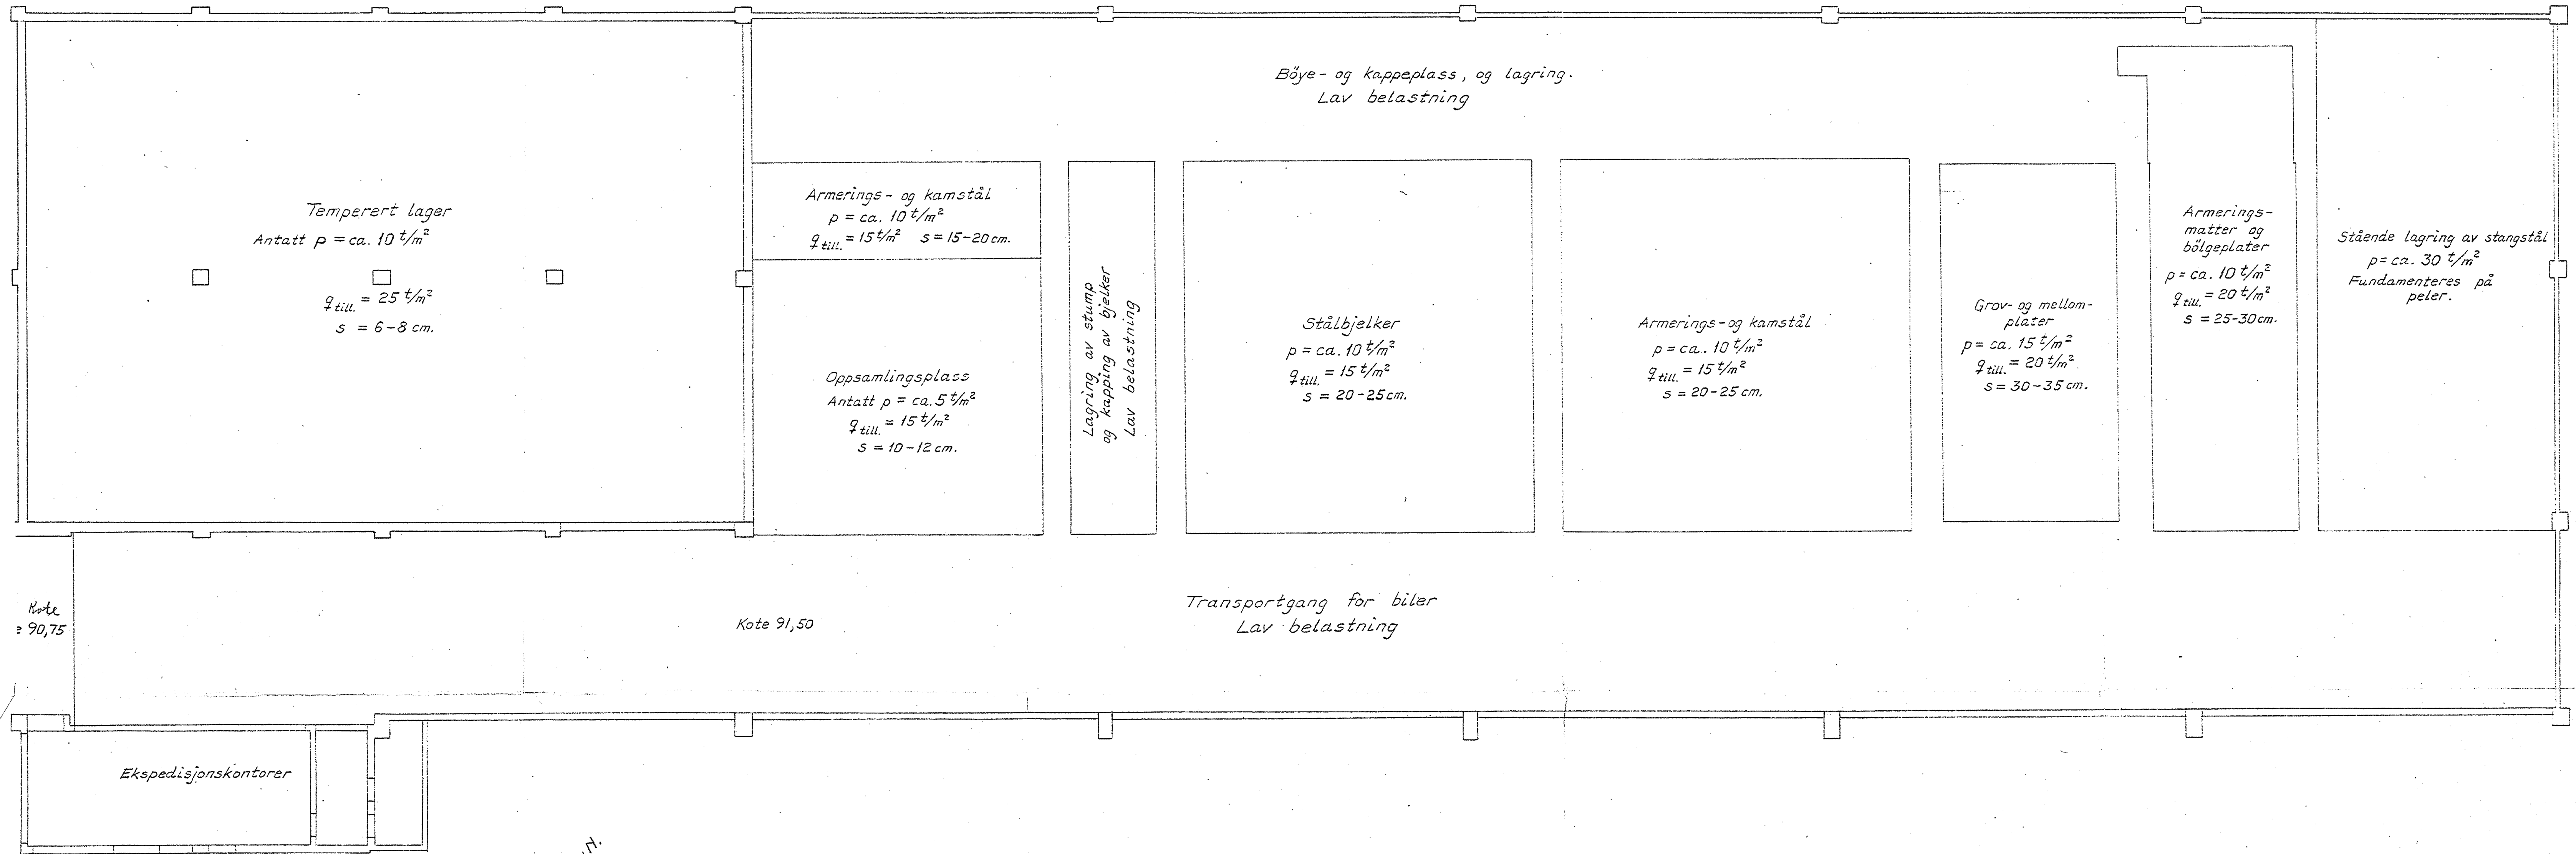 Böye- og kappeplass, og lagring.
Lav belastning
Temperert lager
Antatt p = ca. 10 t/m²
q till. = 25 t/m²
s = 6-8 cm.
Armerings- og kamstål
p = ca. 10 t/m²
q till. = 15 t/m² s = 15-20 cm.
Oppsamlingsplass
Antatt p = ca. 5 t/m²
q till. = 15 t/m²
s = 10-12 cm.
Lagring av stump
og kapping av bjelker
Lav belastning
Stålbjelker
p = ca. 10 t/m²
q till. = 15 t/m²
s = 20-25 cm.
Armerings- og kamstål
p = ca. 10 t/m²
q till. = 15 t/m²
s = 20-25 cm.
Grov- og mellom-
plater
p = ca. 15 t/m²
q till. = 20 t/m²
s = 30-35 cm.
Armerings-
matter og
bölgeplater
p = ca. 10 t/m²
q till. = 20 t/m²
s = 25-30 cm.
Stående lagring av stangstål
p = ca. 30 t/m²
Fundamenteres på
peler.
Kote
90,75
Kote 91,50
Transportgang for biler
Lav belastning
Ekspedisjonskontorer